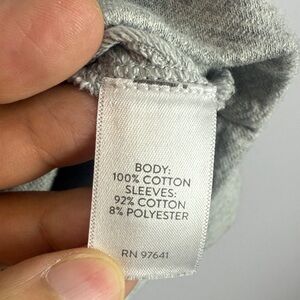 BODY:
100% COTTON
SLEEVES:
92% COTTON
8% POLYESTER
RN 97641